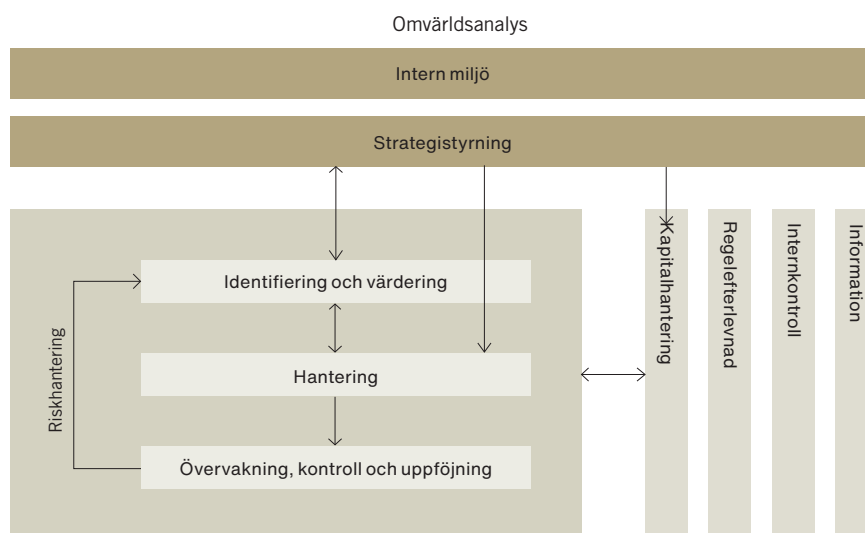 Omvärldsanalys
Intern miljö
Strategistyrning
Identifiering och värdering
Hantering
Övervakning, kontroll och uppföjning
Riskhantering
Kapitalhantering
Regelefterlevnad
Internkontroll
Information